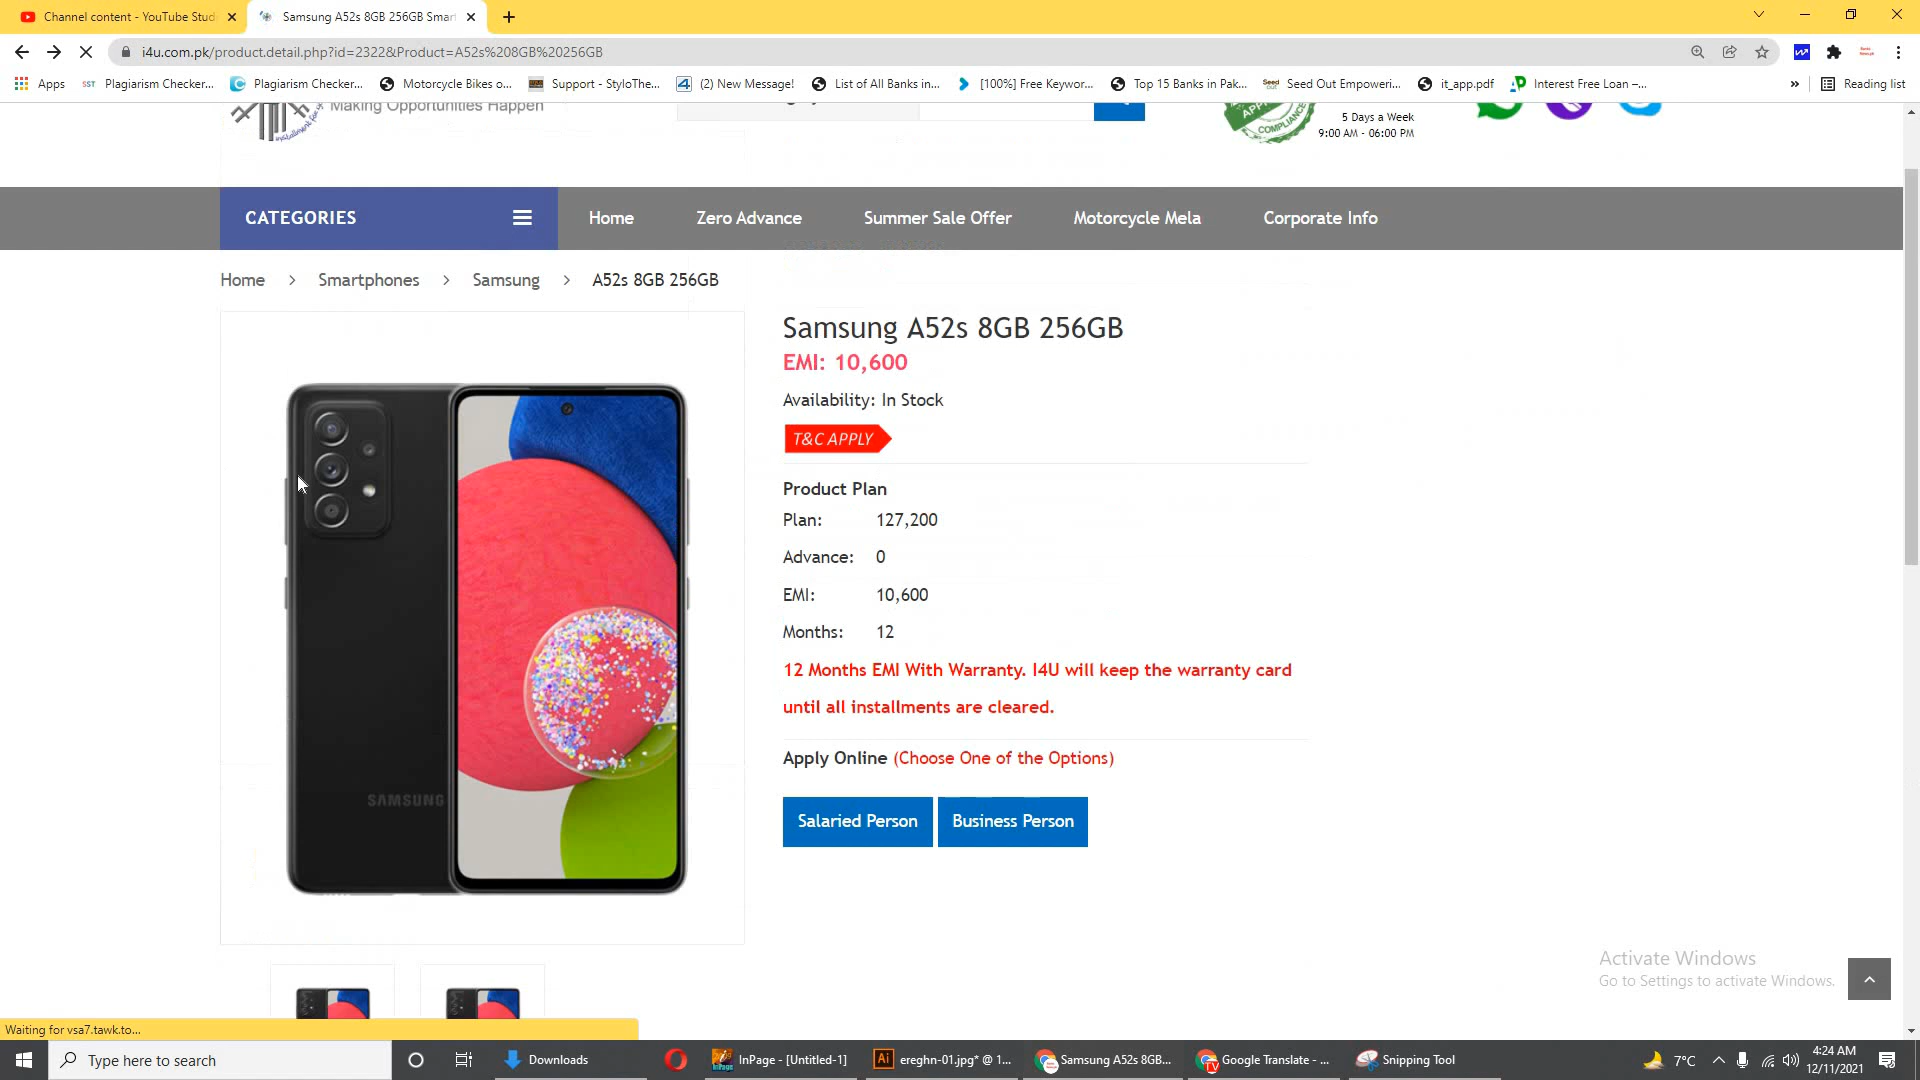 Channel content - YouTube Stud
Samsung A52s 8GB 256GB Smar
i4u.com.pk/product.detail.php?id=2322&Product=A52s%208GB%20256GB
Apps
SST Plagiarism Checker...
Plagiarism Checker...
Motorcycle Bikes o...
Support - StyloThe...
(2) New Message!
List of All Banks in...
[100%] Free Keywor...
Top 15 Banks in Pak...
Seed Out Empoweri...
it_app.pdf
Interest Free Loan –...
»
Reading list
Making Opportunities Happen
5 Days a Week
9:00 AM - 06:00 PM
COMPLIANCE
CATEGORIES
Home
Zero Advance
Summer Sale Offer
Motorcycle Mela
Corporate Info
Home > Smartphones > Samsung > A52s 8GB 256GB
Samsung A52s 8GB 256GB
EMI: 10,600
Availability: In Stock
T&C APPLY
Product Plan
Plan: 127,200
Advance: 0
EMI: 10,600
Months: 12
12 Months EMI With Warranty. I4U will keep the warranty card
until all installments are cleared.
Apply Online (Choose One of the Options)
Salaried Person
Business Person
SAMSUNG
Activate Windows
Go to Settings to activate Windows.
Waiting for vsa7.tawk.to...
Type here to search
Downloads
InPage - [Untitled-1]
Ai
ereghn-01.jpg* @ 1...
Samsung A52s 8GB...
Google Translate - ...
Snipping Tool
7°C
4:24 AM
12/11/2021